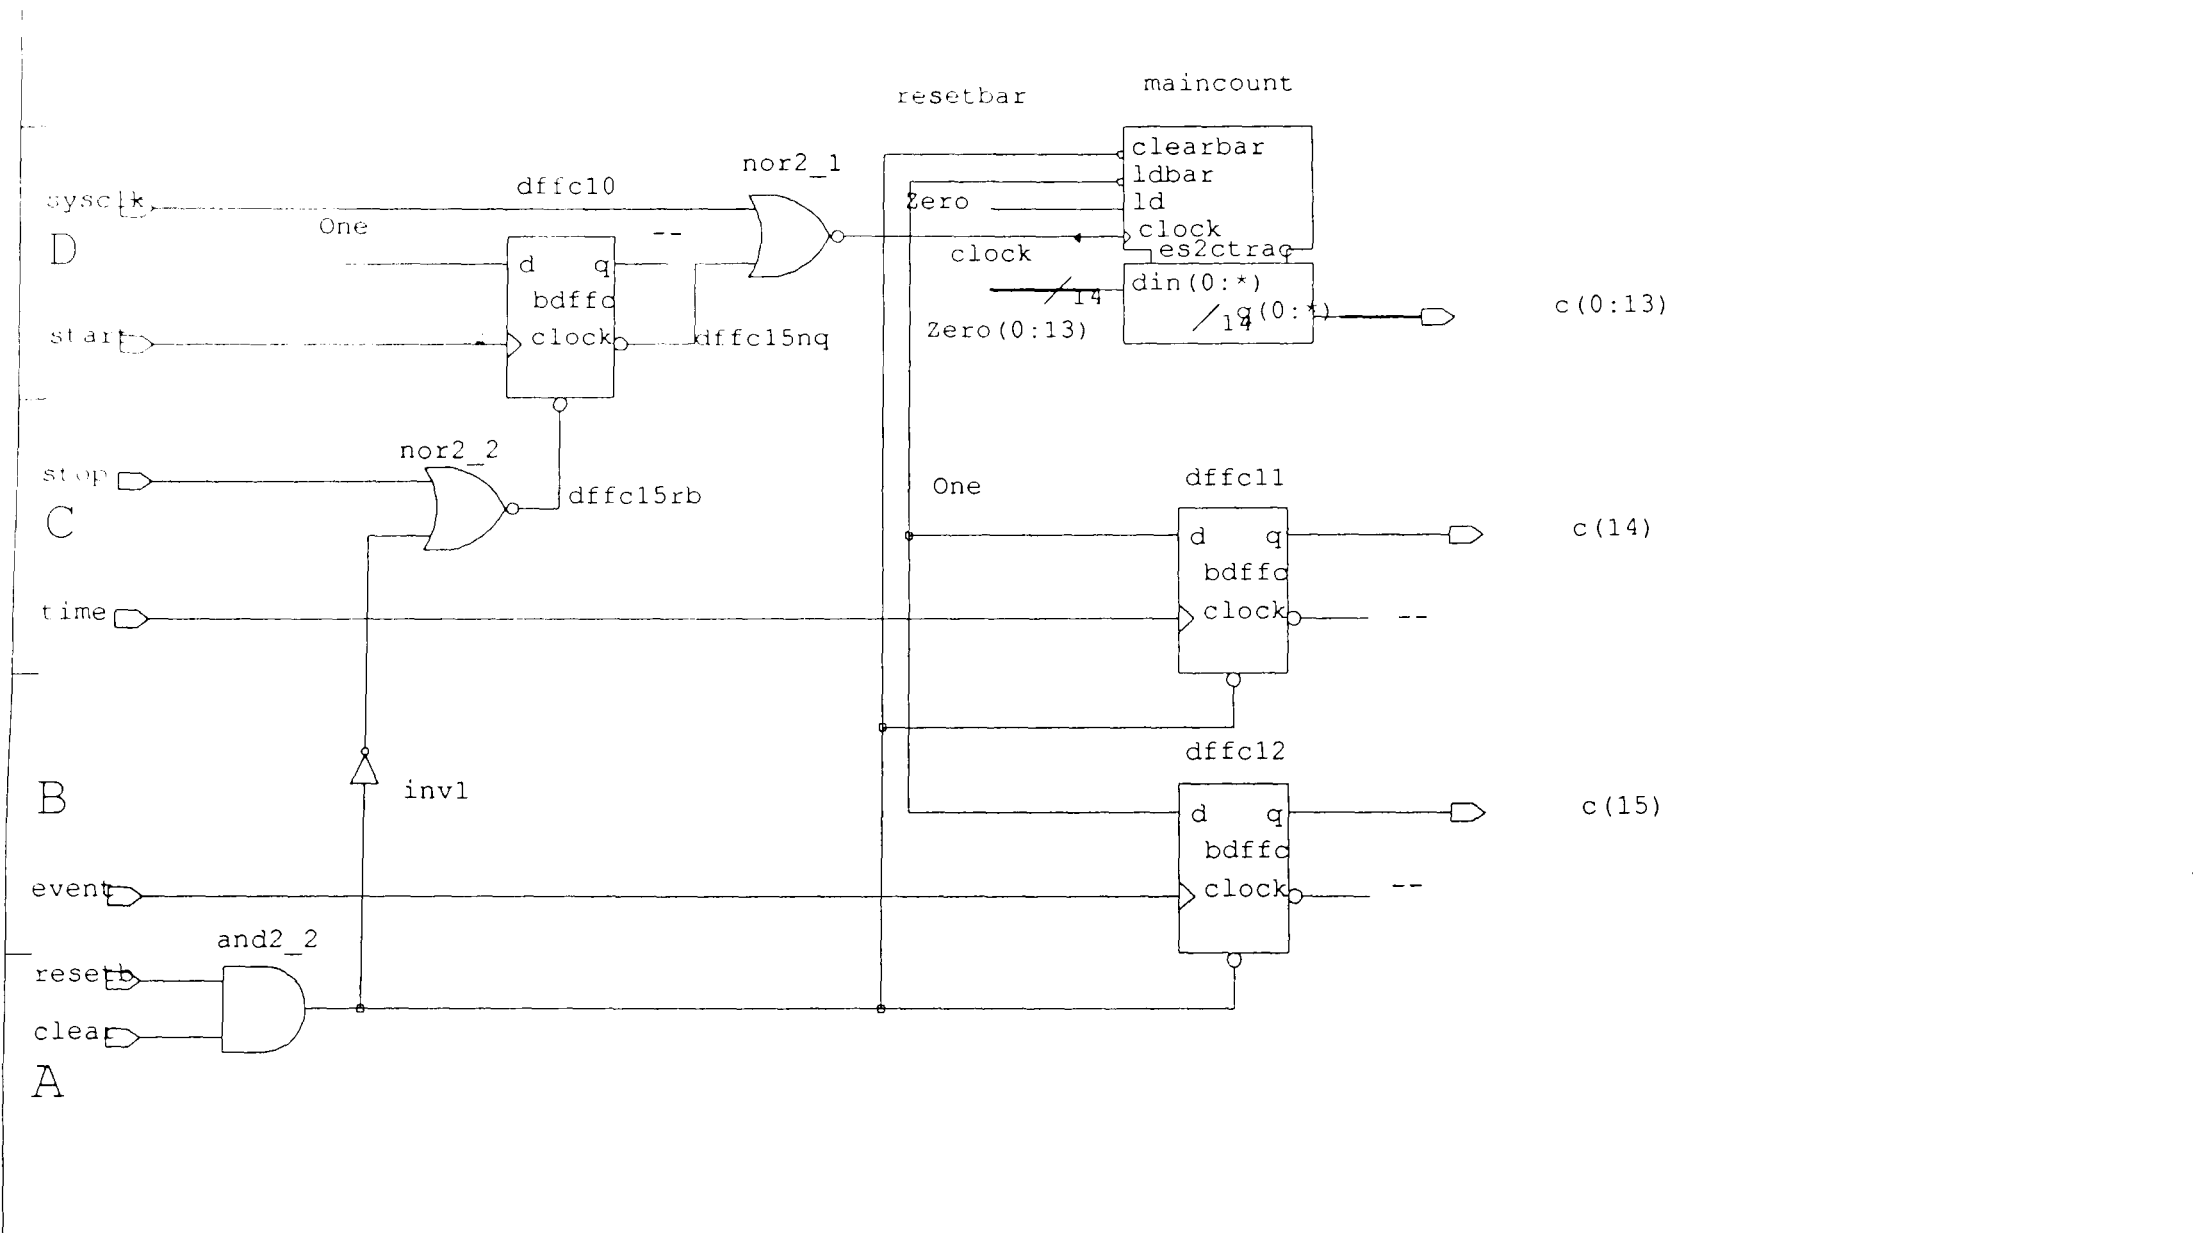 maincount
resetbar
clearbar
nor2_1
ldbar
dffc10
sysclk
Zero
ld
One
--
clock
D
clock
es2ctraq
d q
din(0:*)
14
bdffc
c(0:13)
q(0:*)
14
start
clock
dffc15nq
Zero(0:13)
nor2_2
stop
dffc11
One
dffc15rb
C
d q
c(14)
bdffc
time
clock
--
dffc12
inv1
B
d q
c(15)
bdffc
event
clock
--
and2_2
resetb
clear
A